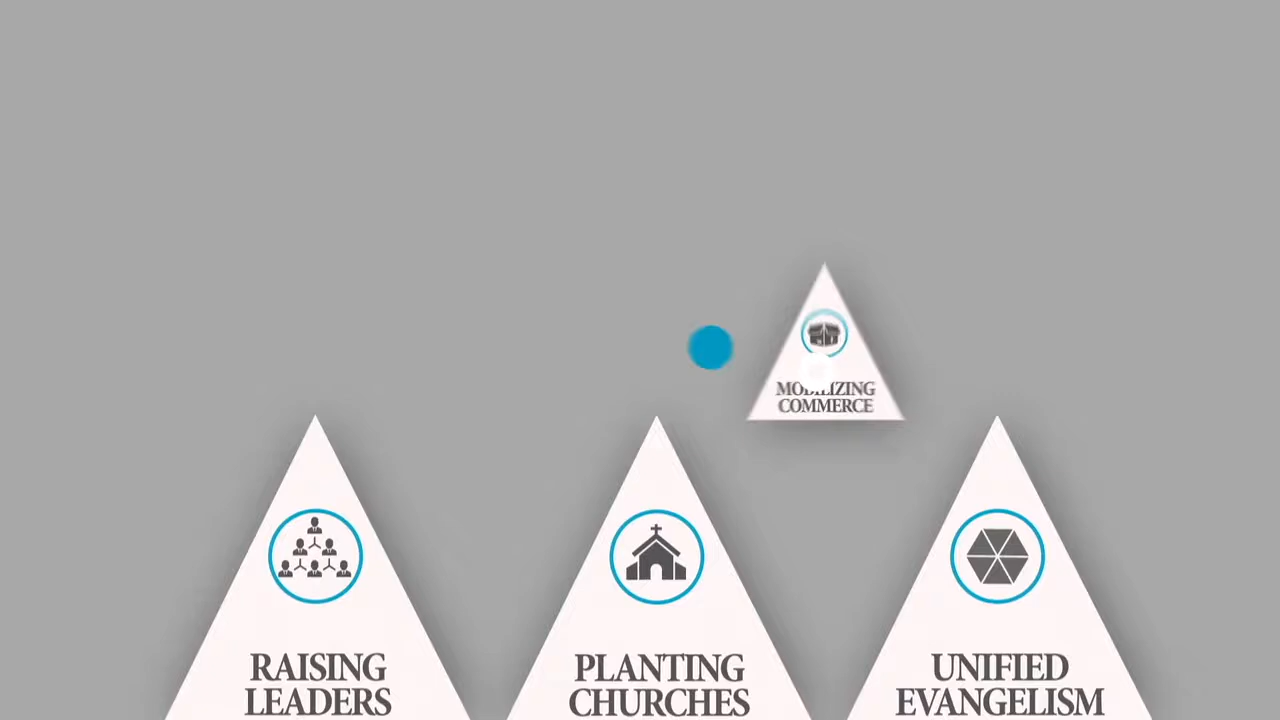 MOBILIZING
COMMERCE
RAISING
LEADERS
PLANTING
CHURCHES
UNIFIED
EVANGELISM